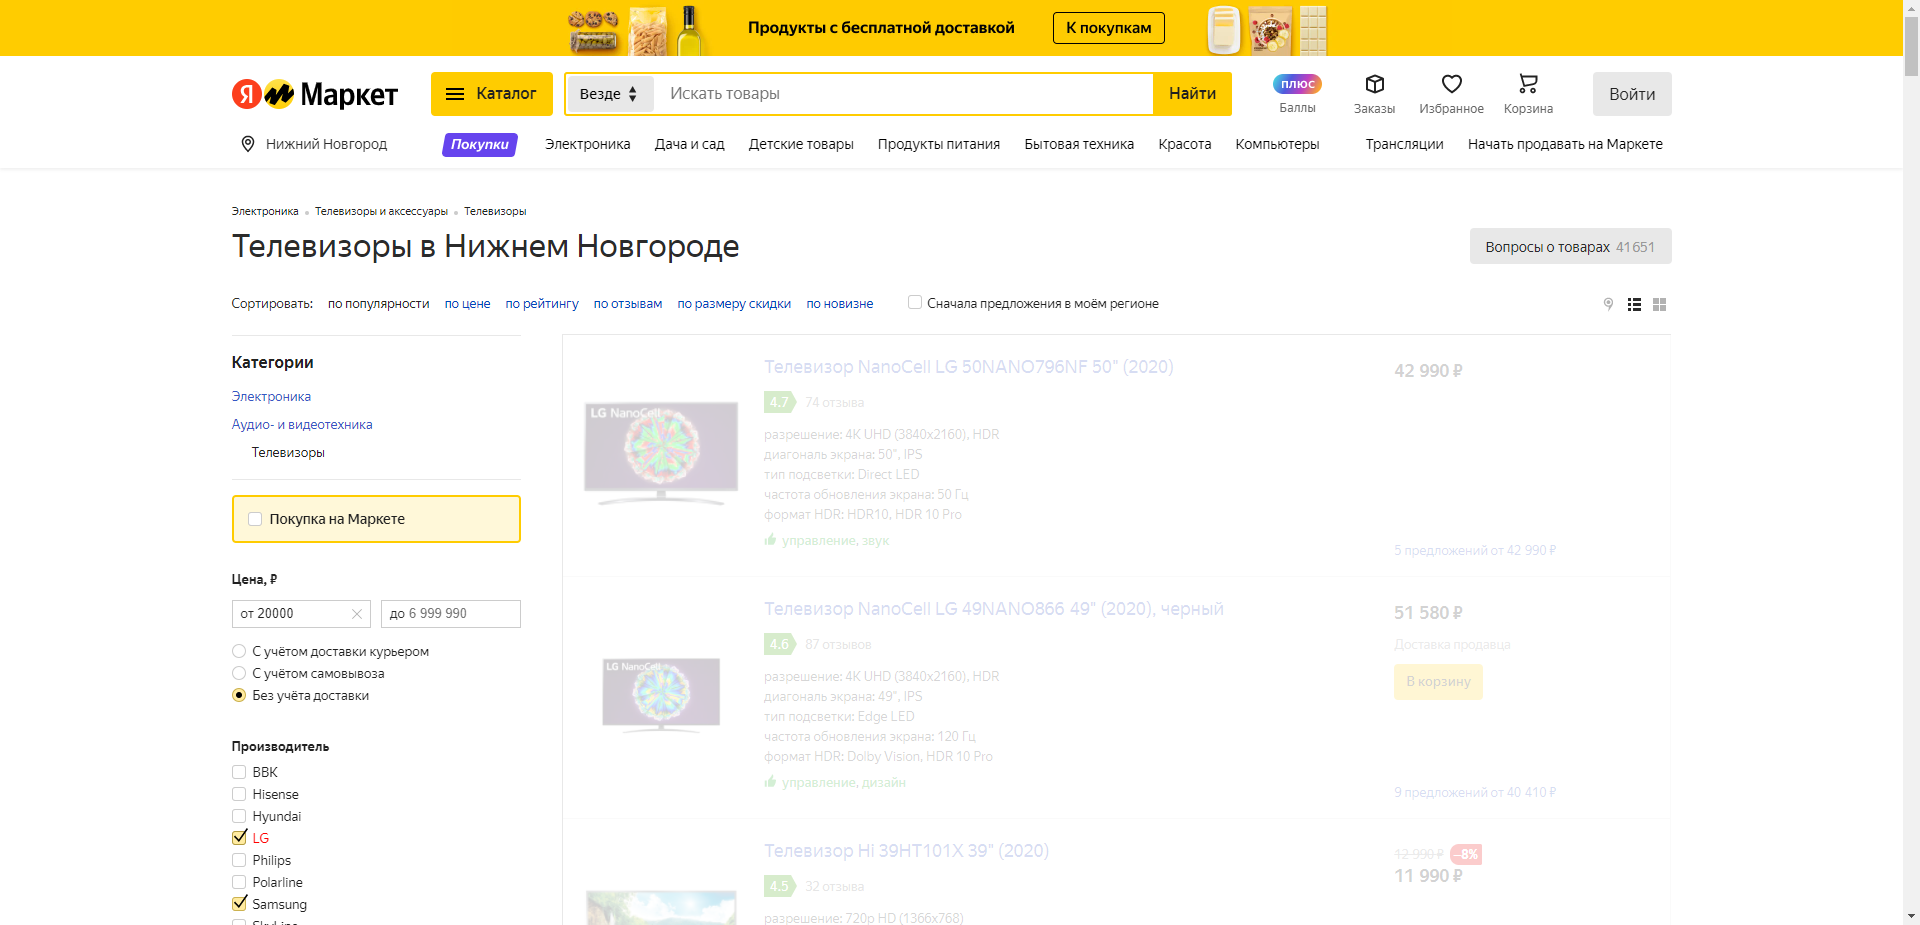 Продукты с бесплатной доставкой
К покупкам
Я Маркет
Каталог
Везде
Искать товары
Найти
плюс
Баллы
Заказы
Избранное
Корзина
Войти
Нижний Новгород
Покупки
Электроника
Дача и сад
Детские товары
Продукты питания
Бытовая техника
Красота
Компьютеры
Трансляции
Начать продавать на Маркете
Электроника
Телевизоры и аксессуары
Телевизоры
Телевизоры в Нижнем Новгороде
Вопросы о товарах 41651
Сортировать:
по популярности
по цене
по рейтингу
по отзывам
по размеру скидки
по новизне
Сначала предложения в моём регионе
Категории
Электроника
Аудио- и видеотехника
Телевизоры
Покупка на Маркете
Цена, ₽
от 20000
до 6 999 990
С учётом доставки курьером
С учётом самовывоза
Без учёта доставки
Производитель
BBK
Hisense
Hyundai
LG
Philips
Polarline
Samsung
LG NanoCell
Телевизор NanoCell LG 50NANO796NF 50" (2020)
4.7
74 отзыва
разрешение: 4K UHD (3840x2160), HDR
диагональ экрана: 50", IPS
тип подсветки: Direct LED
частота обновления экрана: 50 Гц
формат HDR: HDR10, HDR 10 Pro
управление, звук
42 990 ₽
5 предложений от 42 990 ₽
LG NanoCell
Телевизор NanoCell LG 49NANO866 49" (2020), черный
4.6
87 отзывов
разрешение: 4K UHD (3840x2160), HDR
диагональ экрана: 49", IPS
тип подсветки: Edge LED
частота обновления экрана: 120 Гц
формат HDR: Dolby Vision, HDR 10 Pro
управление, дизайн
51 580 ₽
Доставка продавца
В корзину
9 предложений от 40 410 ₽
Телевизор Hi 39HT101X 39" (2020)
4.5
32 отзыва
разрешение: 720p HD (1366x768)
12 990 ₽
–8%
11 990 ₽